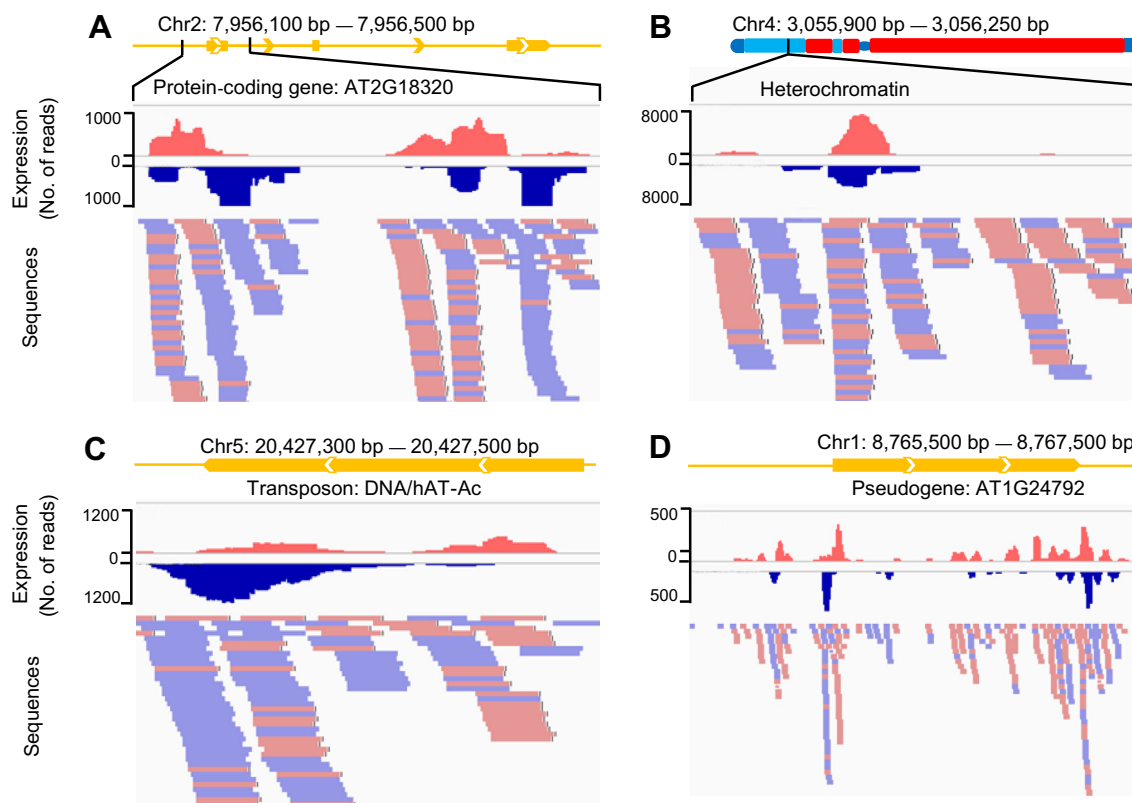 A
Chr2: 7,956,100 bp — 7,956,500 bp
Protein-coding gene: AT2G18320
Expression
(No. of reads)
1000
0
1000
Sequences
B
Chr4: 3,055,900 bp — 3,056,250 bp
Heterochromatin
8000
0
8000
C
Chr5: 20,427,300 bp — 20,427,500 bp
Transposon: DNA/hAT-Ac
Expression
(No. of reads)
1200
0
1200
Sequences
D
Chr1: 8,765,500 bp — 8,767,500 bp
Pseudogene: AT1G24792
500
0
500